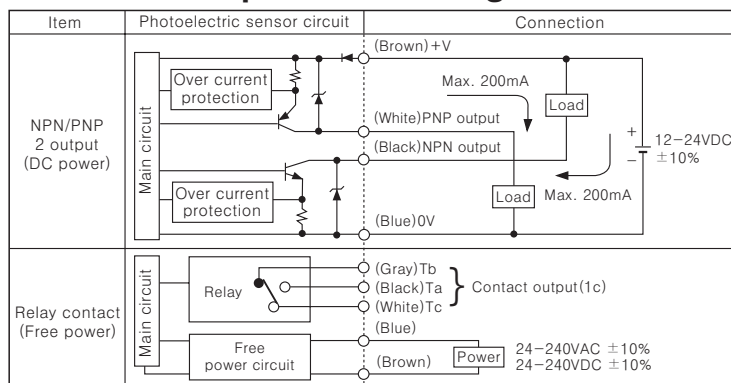 Item
Photoelectric sensor circuit
Connection
NPN/PNP
2 output
(DC power)
Main circuit
Over current
protection
Over current
protection
(Brown)+V
(White)PNP output
(Black)NPN output
(Blue)0V
Max. 200mA
Load
Load
Max. 200mA
+
−
12−24VDC
±10%
Relay contact
(Free power)
Main circuit
Relay
Free
power circuit
(Gray)Tb
(Black)Ta
(White)Tc
Contact output(1c)
(Blue)
(Brown)
Power
24−240VAC ±10%
24−240VDC ±10%